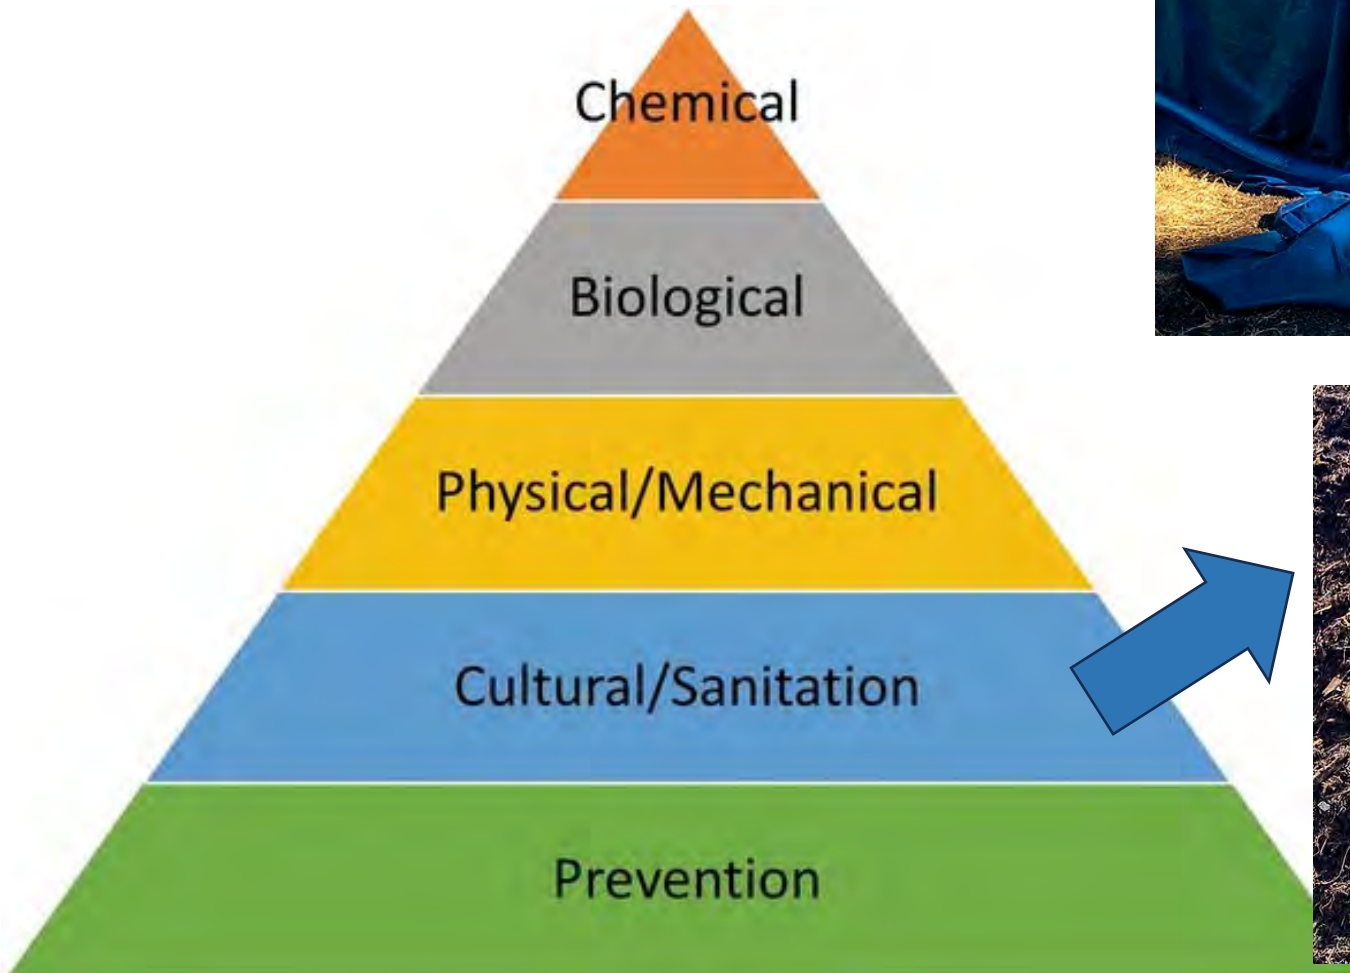 Chemical
Biological
Physical/Mechanical
Cultural/Sanitation
Prevention